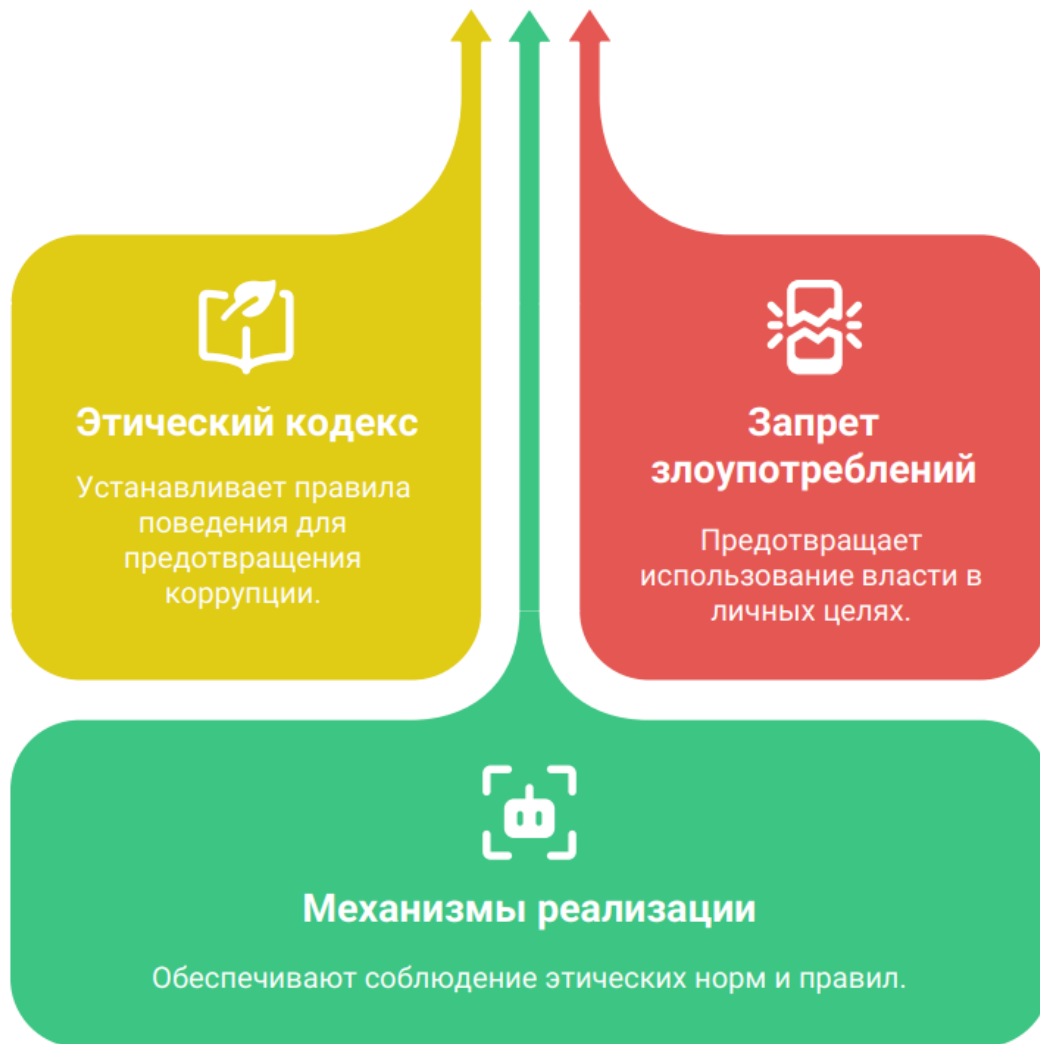 Этический кодекс
Устанавливает правила
поведения для
предотвращения
коррупции.
Запрет
злоупотреблений
Предотвращает
использование власти в
личных целях.
Механизмы реализации
Обеспечивают соблюдение этических норм и правил.